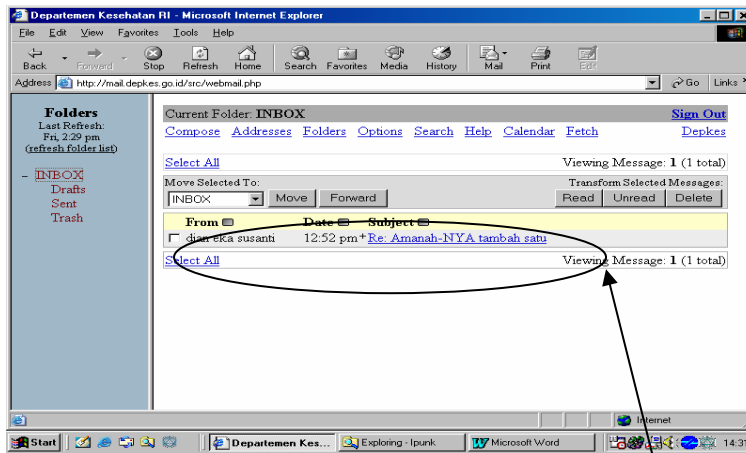 Departemen Kesehatan RI - Microsoft Internet Explorer
File Edit View Favorites Tools Help
Back Forward Stop Refresh Home Search Favorites Media History Mail Print Edit
Address http://mail.depkes.go.id/src/webmail.php Go Links
Folders
Last Refresh:
Fri, 2:29 pm
(refresh folder list)
- INBOX
Drafts
Sent
Trash
Current Folder: INBOX Sign Out
Compose Addresses Folders Options Search Help Calendar Fetch Depkes
Select All Viewing Message: 1 (1 total)
Move Selected To: Transform Selected Messages:
INBOX Move Forward Read Unread Delete
From Date Subject
dian eka susanti 12:52 pm + Re: Amanah-NYA tambah satu
Select All Viewing Message: 1 (1 total)
Internet
Start Departemen Kes... Exploring - Ipunk Microsoft Word 14:31